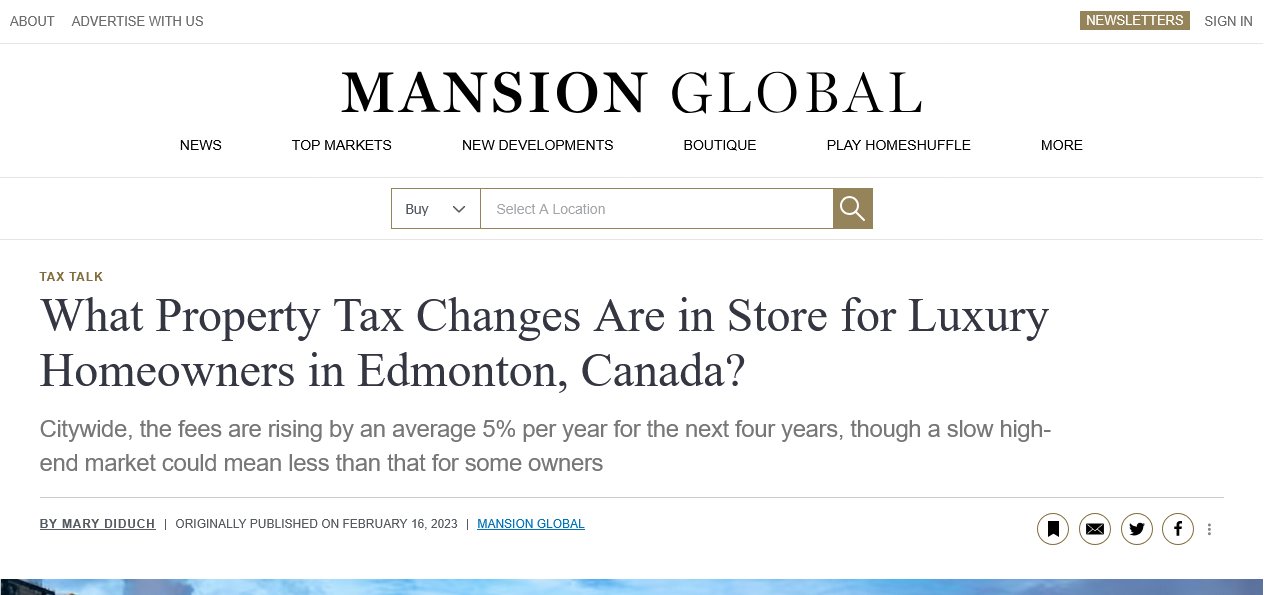 ABOUT ADVERTISE WITH US NEWSLETTERS SIGN IN
MANSION GLOBAL
NEWS TOP MARKETS NEW DEVELOPMENTS BOUTIQUE PLAY HOMESHUFFLE MORE
Buy Select A Location
TAX TALK
What Property Tax Changes Are in Store for Luxury
Homeowners in Edmonton, Canada?
Citywide, the fees are rising by an average 5% per year for the next four years, though a slow high-
end market could mean less than that for some owners
BY MARY DIDUCH | ORIGINALLY PUBLISHED ON FEBRUARY 16, 2023 | MANSION GLOBAL